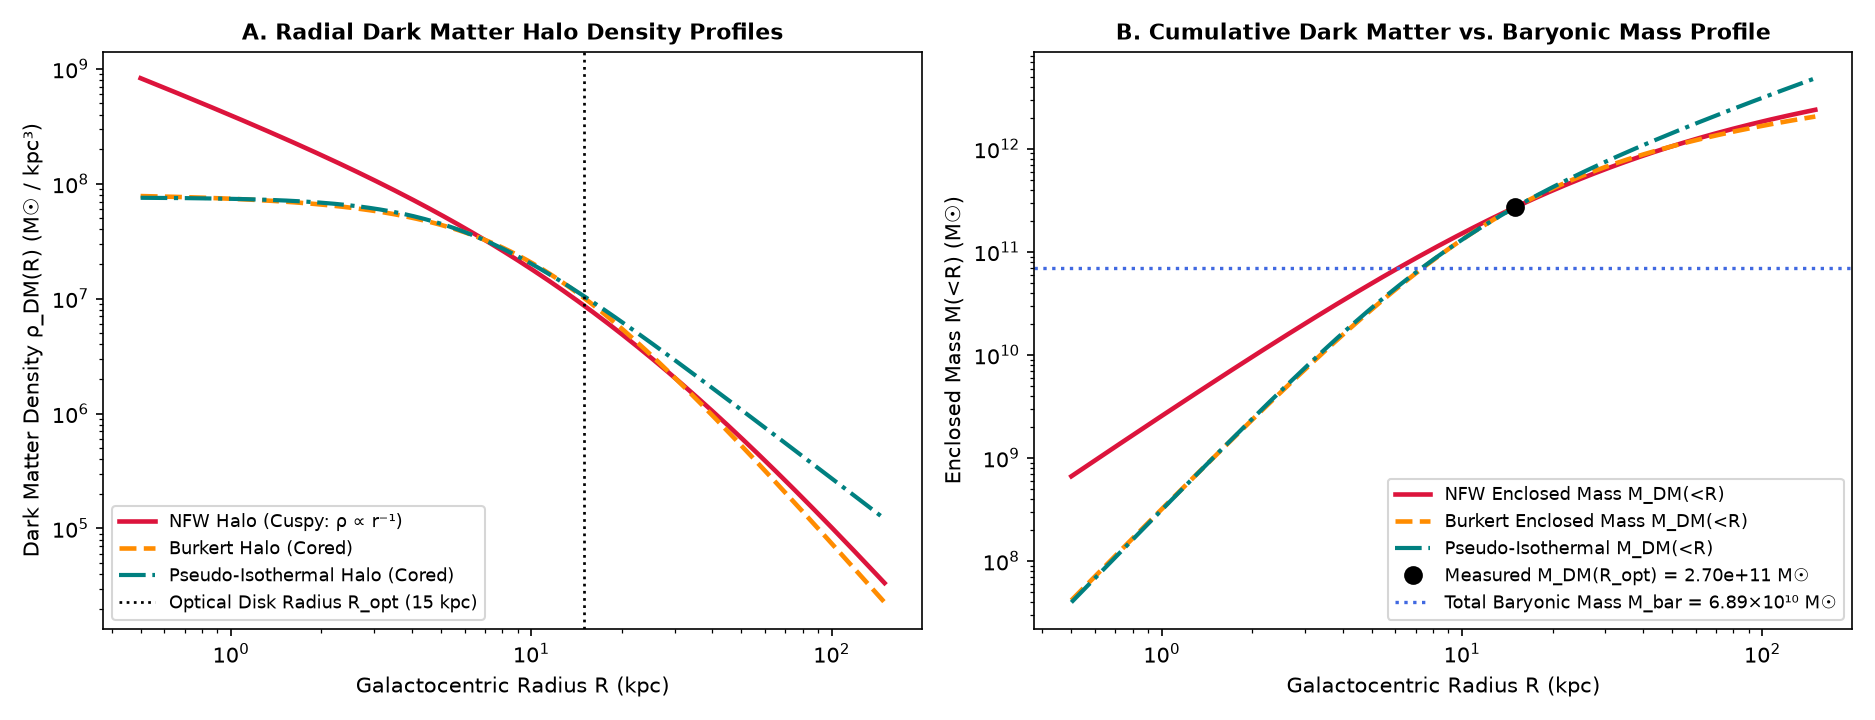 A. Radial Dark Matter Halo Density Profiles
Dark Matter Density ρ_DM(R) (M☉ / kpc³)
10⁹
10⁸
10⁷
10⁶
10⁵
NFW Halo (Cuspy: ρ ∝ r⁻¹)
Burkert Halo (Cored)
Pseudo-Isothermal Halo (Cored)
Optical Disk Radius R_opt (15 kpc)
10⁰
10¹
10²
Galactocentric Radius R (kpc)
B. Cumulative Dark Matter vs. Baryonic Mass Profile
Enclosed Mass M(<R) (M☉)
10¹²
10¹¹
10¹⁰
10⁹
10⁸
NFW Enclosed Mass M_DM(<R)
Burkert Enclosed Mass M_DM(<R)
Pseudo-Isothermal M_DM(<R)
Measured M_DM(R_opt) = 2.70e+11 M☉
Total Baryonic Mass M_bar = 6.89×10¹⁰ M☉
10⁰
10¹
10²
Galactocentric Radius R (kpc)